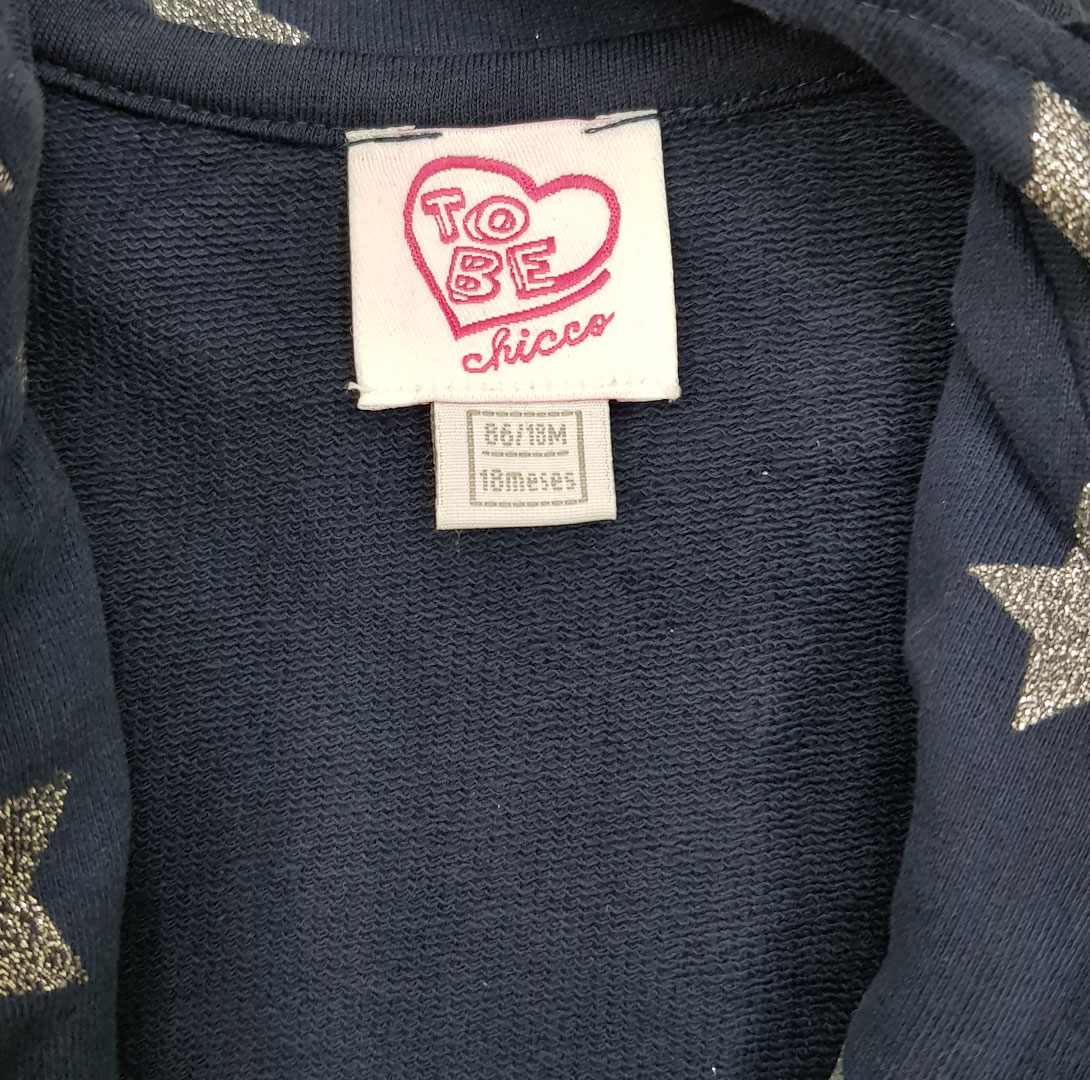 TO
BE
chicco
86/18M
18meses